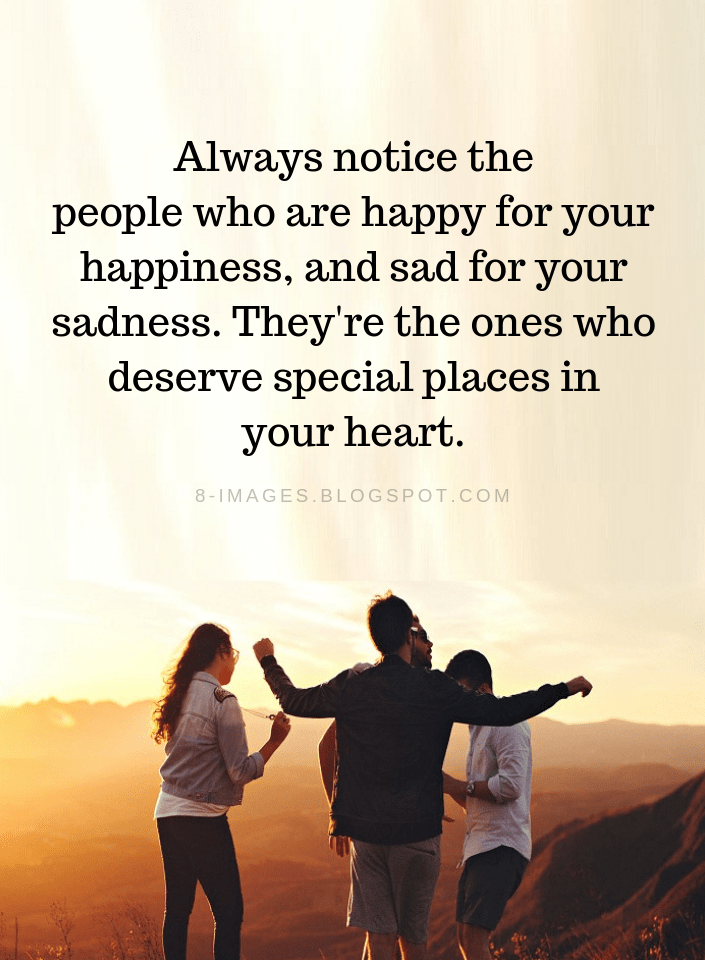 Always notice the
people who are happy for your
happiness, and sad for your
sadness. They're the ones who
deserve special places in
your heart.
8-IMAGES.BLOGSPOT.COM